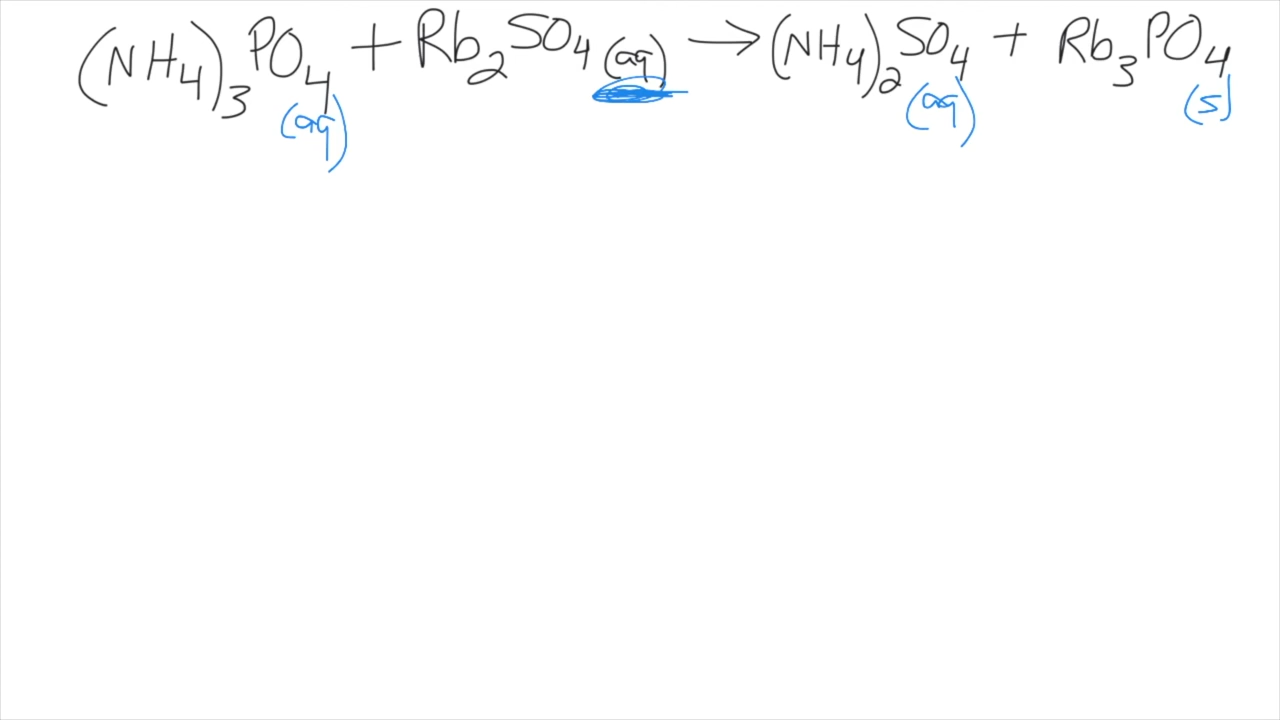 (NH4)3PO4 + Rb2SO4 (aq) → (NH4)2SO4 + Rb3PO4
(aq) (aq) (s)